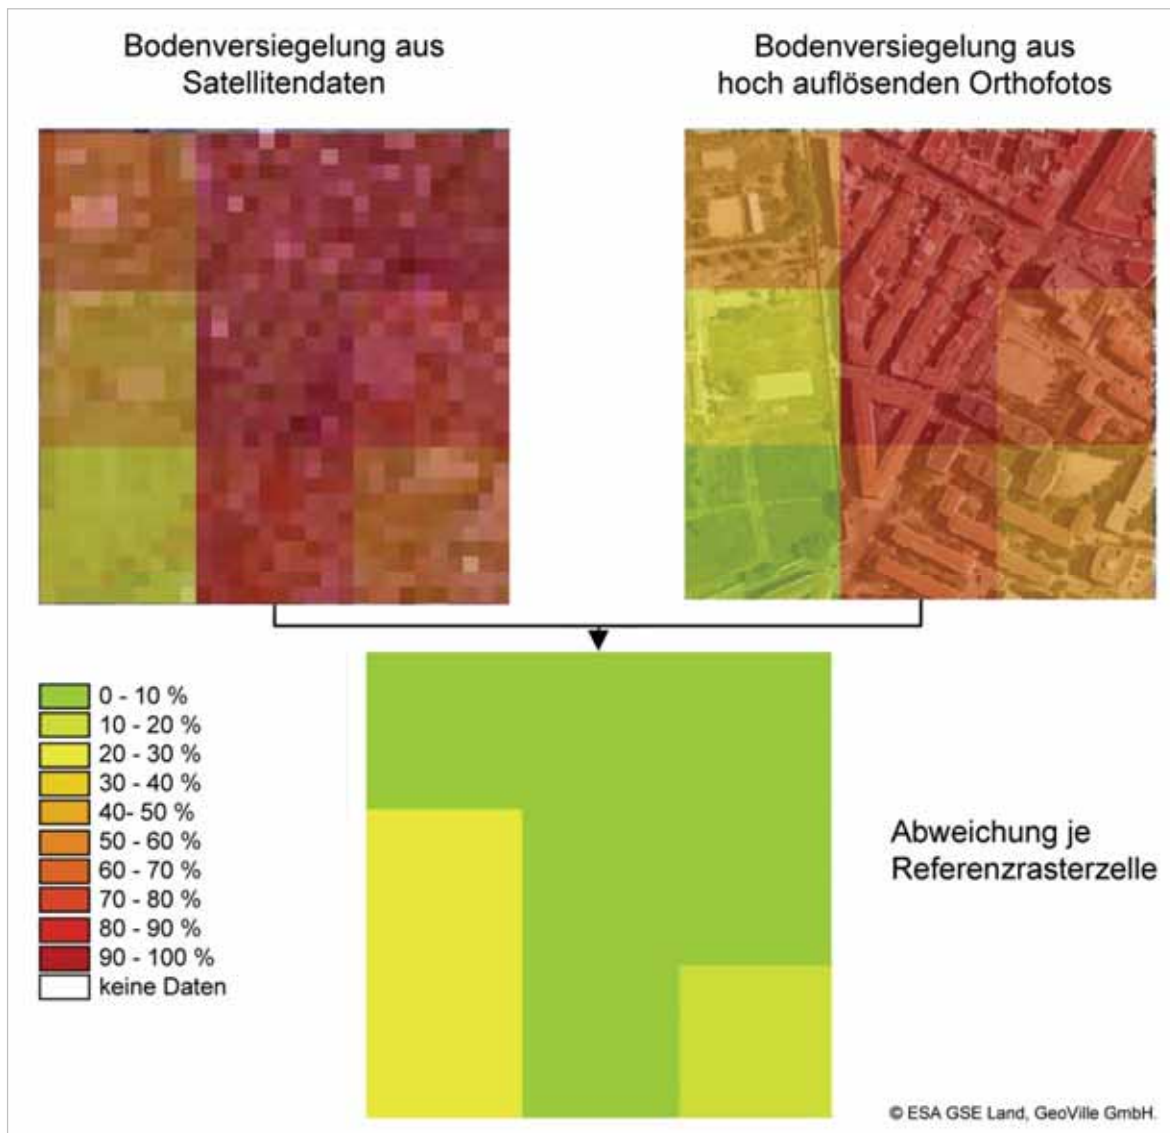 Bodenversiegelung aus
Satellitendaten
Bodenversiegelung aus
hoch auflösenden Orthofotos
0 - 10 %
10 - 20 %
20 - 30 %
30 - 40 %
40- 50 %
50 - 60 %
60 - 70 %
70 - 80 %
80 - 90 %
90 - 100 %
keine Daten
Abweichung je
Referenzrasterzelle
© ESA GSE Land, GeoVille GmbH.